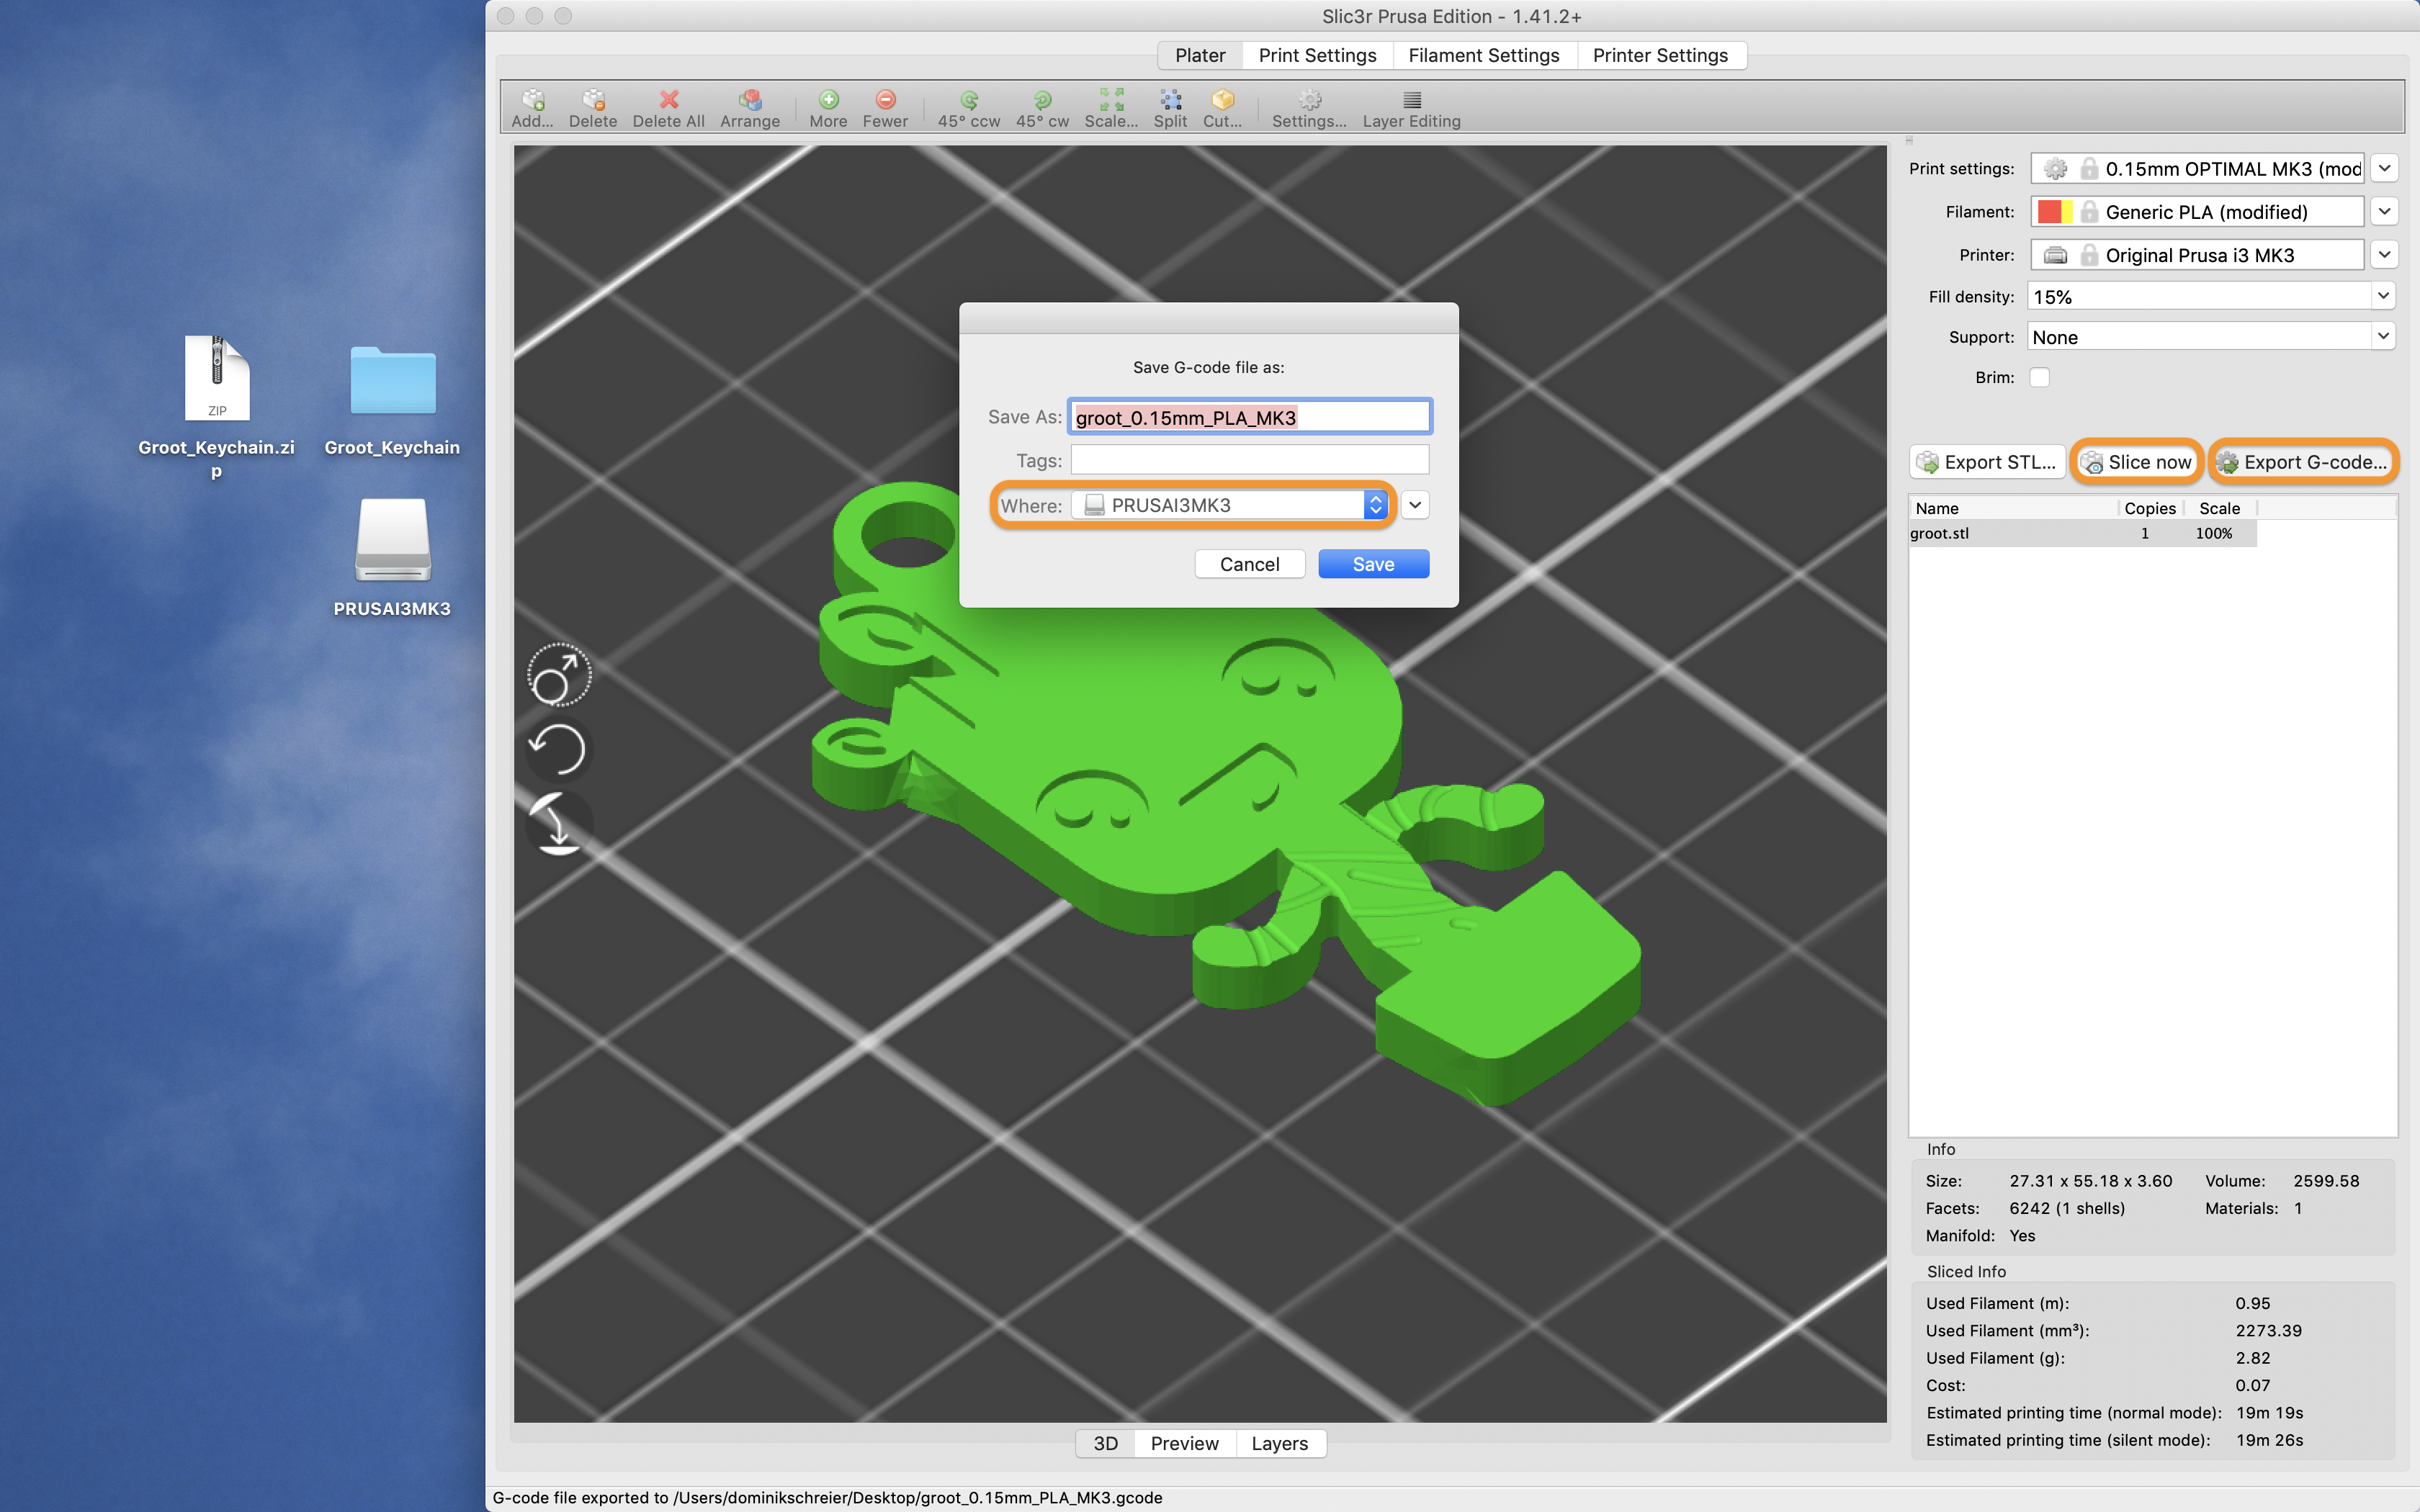 Slic3r Prusa Edition - 1.41.2+
Plater Print Settings Filament Settings Printer Settings
Add... Delete Delete All Arrange More Fewer 45° ccw 45° cw Scale... Split Cut... Settings... Layer Editing
Print settings: 0.15mm OPTIMAL MK3 (mod
Filament: Generic PLA (modified)
Printer: Original Prusa i3 MK3
Fill density: 15%
Support: None
Brim:
Export STL... Slice now Export G-code...
Name Copies Scale
groot.stl 1 100%
Save G-code file as:
Save As: groot_0.15mm_PLA_MK3
Tags:
Where: PRUSAI3MK3
Cancel Save
ZIP
Groot_Keychain.zi
p
Groot_Keychain
PRUSAI3MK3
Info
Size: 27.31 x 55.18 x 3.60 Volume: 2599.58
Facets: 6242 (1 shells) Materials: 1
Manifold: Yes
Sliced Info
Used Filament (m): 0.95
Used Filament (mm³): 2273.39
Used Filament (g): 2.82
Cost: 0.07
Estimated printing time (normal mode): 19m 19s
Estimated printing time (silent mode): 19m 26s
3D Preview Layers
G-code file exported to /Users/dominikschreier/Desktop/groot_0.15mm_PLA_MK3.gcode